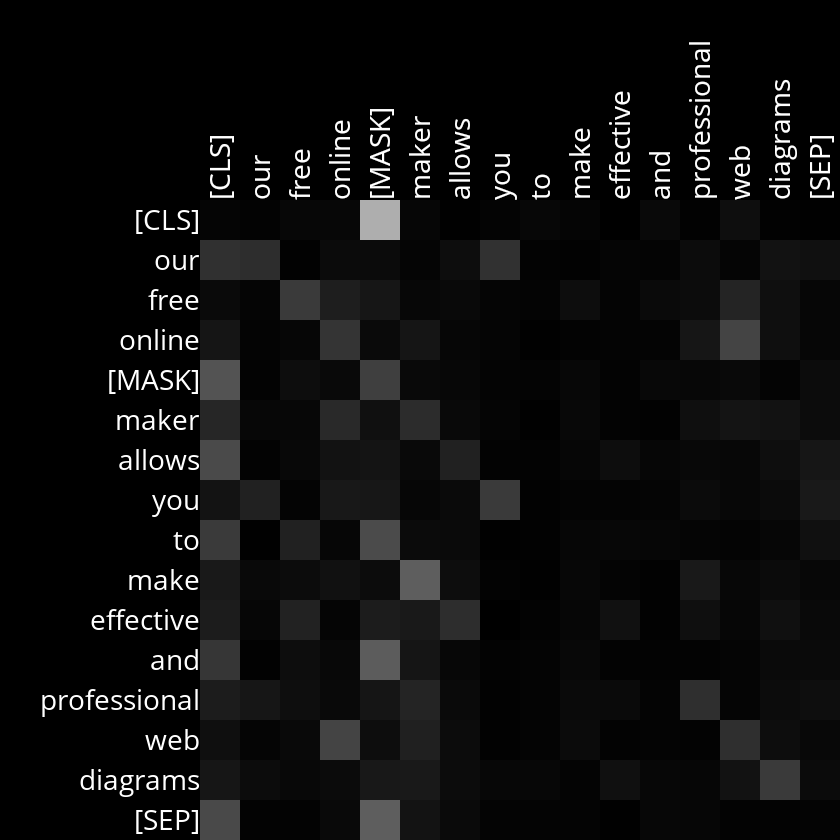 [CLS]
our
free
online
[MASK]
maker
allows
you
to
make
effective
and
professional
web
diagrams
[SEP]
[CLS]
our
free
online
[MASK]
maker
allows
you
to
make
effective
and
professional
web
diagrams
[SEP]